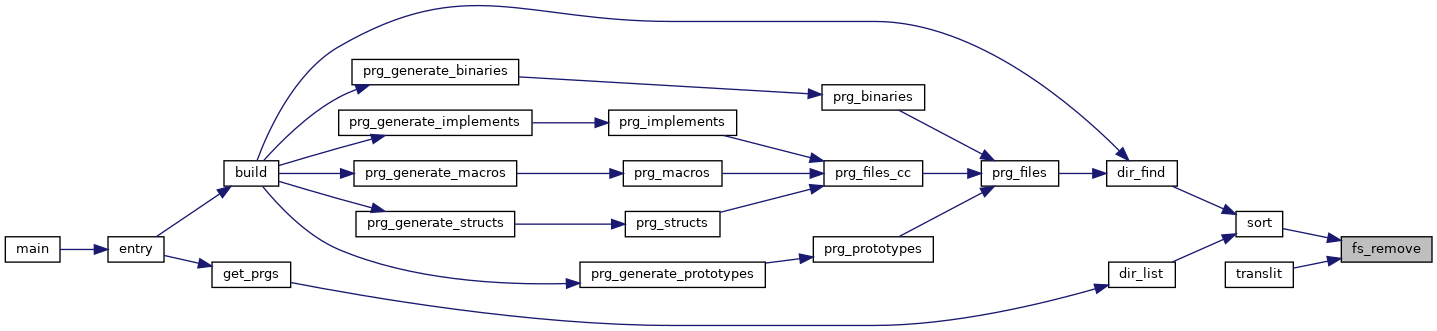 main
entry
build
get_prgs
prg_generate_binaries
prg_generate_implements
prg_generate_macros
prg_generate_structs
prg_generate_prototypes
prg_implements
prg_macros
prg_structs
prg_binaries
prg_files_cc
prg_prototypes
prg_files
dir_find
dir_list
sort
translit
fs_remove